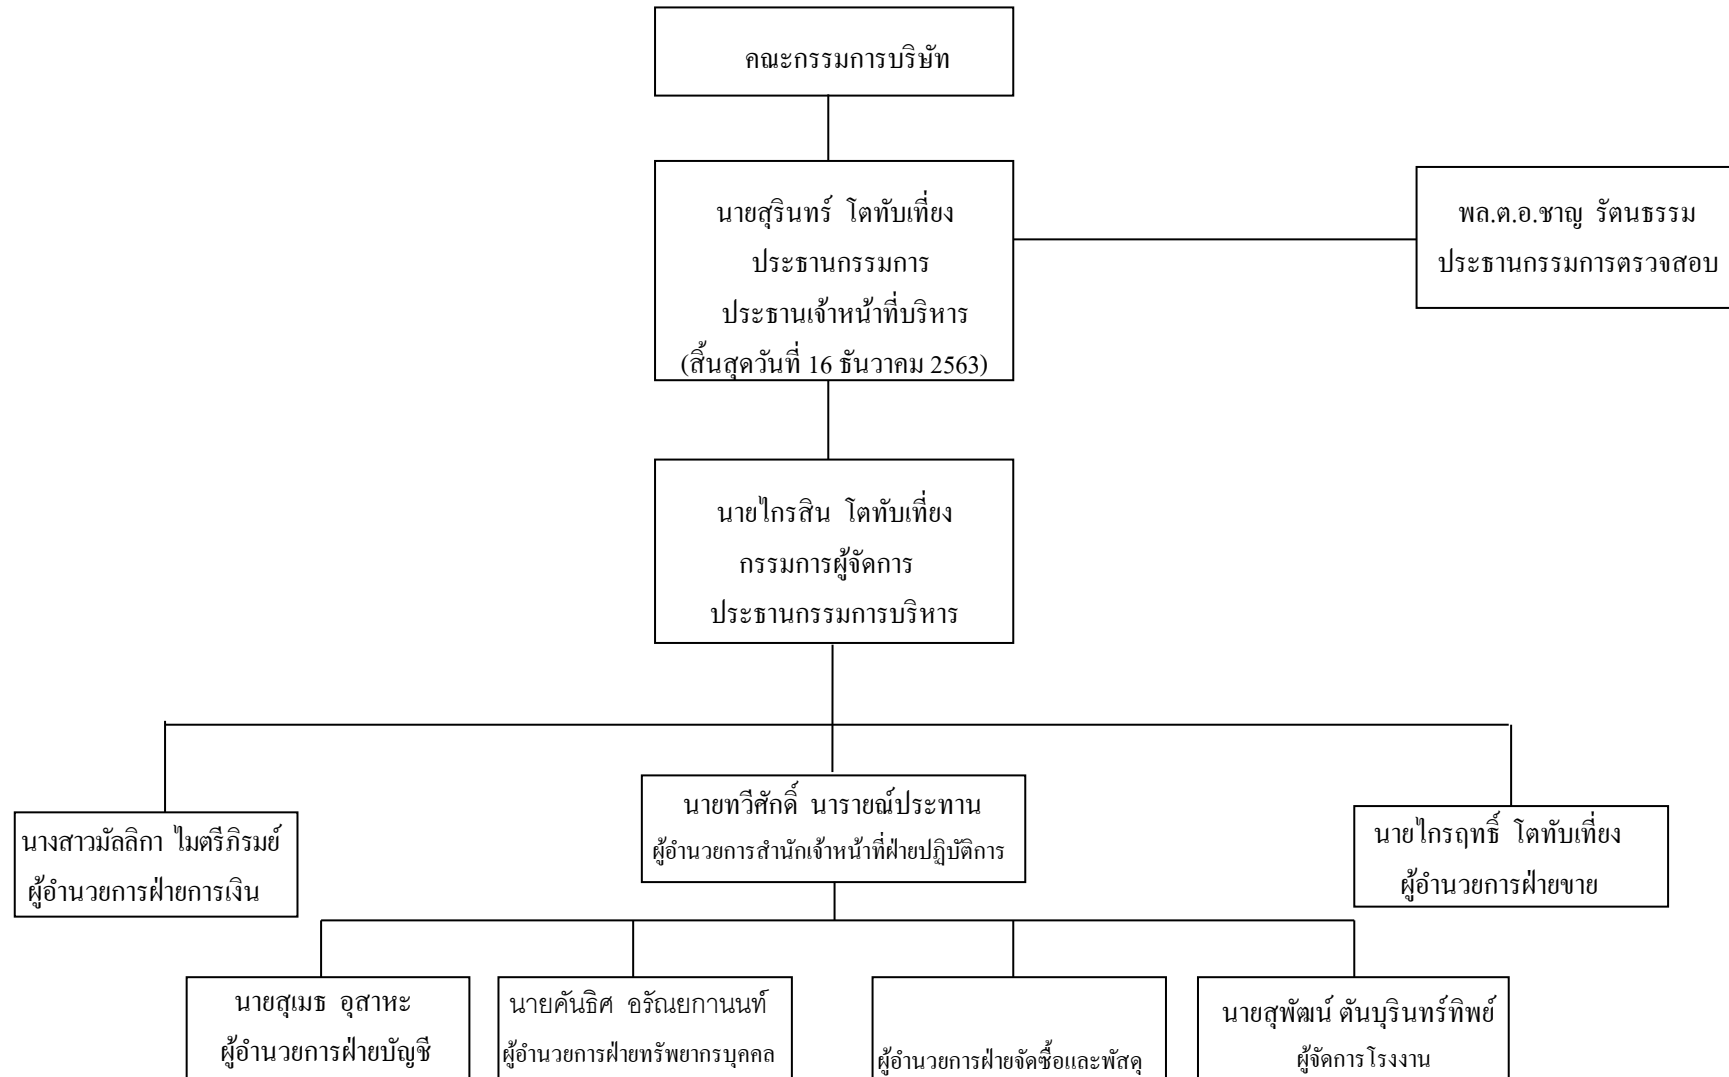 คณะกรรมการบริษัท
นายสุรินทร์ โตทับเที่ยง
ประธานกรรมการ
ประธานเจ้าหน้าที่บริหาร
(สิ้นสุดวันที่ 16 ธันวาคม 2563)
พล.ต.อ.ชาญ รัตนธรรม
ประธานกรรมการตรวจสอบ
นายไกรสิน โตทับเที่ยง
กรรมการผู้จัดการ
ประธานกรรมการบริหาร
นางสาวมัลลิกา ไมตรีภิรมย์
ผู้อำนวยการฝ่ายการเงิน
นายทวีศักดิ์ นารายณ์ประทาน
ผู้อำนวยการสำนักเจ้าหน้าที่ฝ่ายปฏิบัติการ
นายไกรฤทธิ์ โตทับเที่ยง
ผู้อำนวยการฝ่ายขาย
นายสุเมธ อุสาหะ
ผู้อำนวยการฝ่ายบัญชี
นายคันธิศ อรัณยกานนท์
ผู้อำนวยการฝ่ายทรัพยากรบุคคล
ผู้อำนวยการฝ่ายจัดซื้อและพัสดุ
นายสุพัฒน์ ตันบุรินทร์ทิพย์
ผู้จัดการโรงงาน